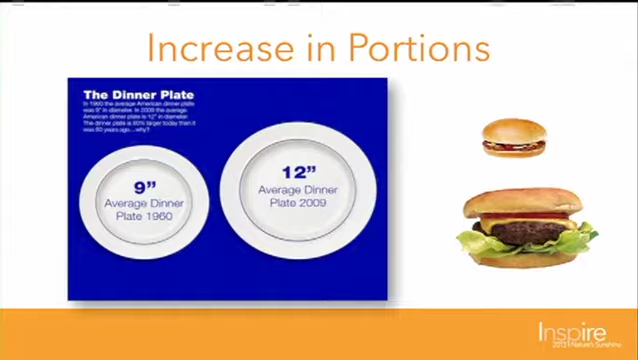 Increase in Portions
The Dinner Plate
In 1960 the average American dinner plate
was 9" in diameter. In 2009 the average
American dinner plate is 12" in diameter.
The dinner plate is 60% larger today than it
was 50 years ago...why?
9"
Average Dinner
Plate 1960
12"
Average Dinner
Plate 2009
Inspire
2012 Nature's Sunshine